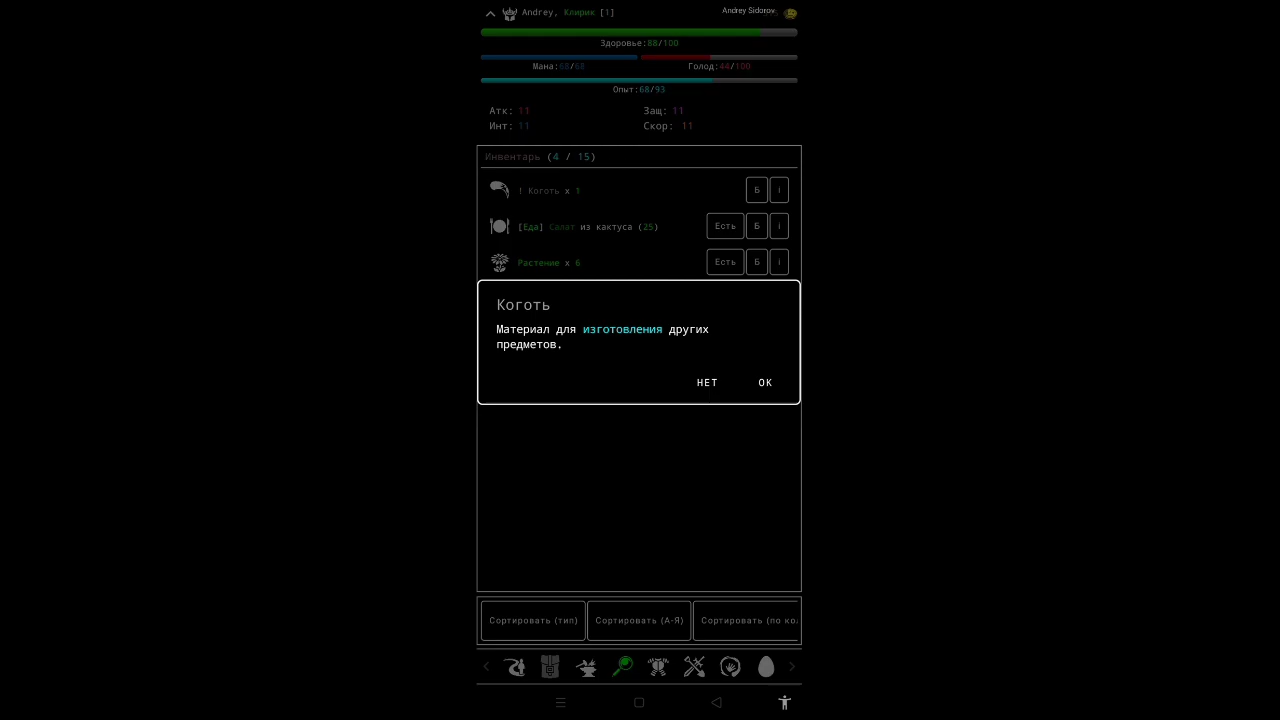 Andrey, Клирик [1]
Andrey Sidorov
Здоровье:88/100
Мана:68/68
Голод:44/100
Опыт:68/93
Атк: 11
Защ: 11
Инт: 11
Скор: 11
Инвентарь (4 / 15)
! Коготь x 1
Б
i
[Еда] Салат из кактуса (25)
Есть
Б
i
Растение x 6
Есть
Б
i
Коготь
Материал для изготовления других
предметов.
НЕТ
OK
Сортировать (тип)
Сортировать (А-Я)
Сортировать (по кол